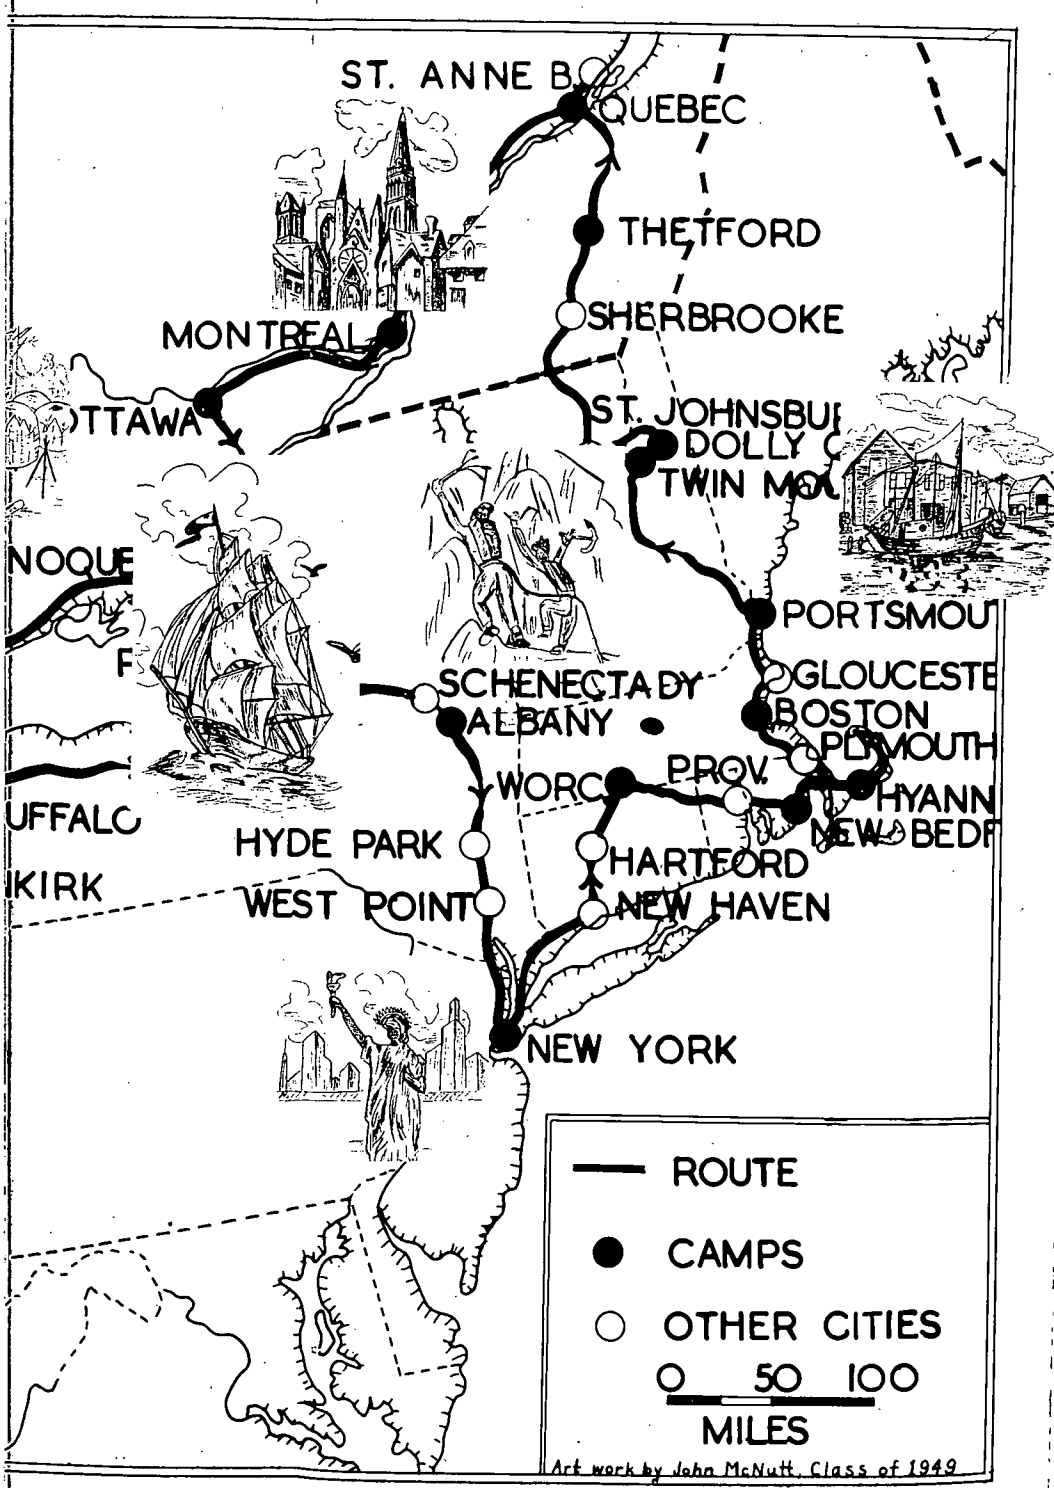 ST. ANNE B.
QUEBEC
THETFORD
SHERBROOKE
MONTREAL
OTTAWA
ST. JOHNSBU
DOLLY C
TWIN MOU
NOQUE
PORTSMOU
GLOUCESTE
SCHENECTADY
ALBANY
BOSTON
PLYMOUTH
WORC
PROV.
HYANN
NEW BEDF
UFFALO
HYDE PARK
HARTFORD
KIRK
WEST POINT
NEW HAVEN
NEW YORK
ROUTE
CAMPS
OTHER CITIES
0 50 100
MILES
Art work by John McNutt, Class of 1949